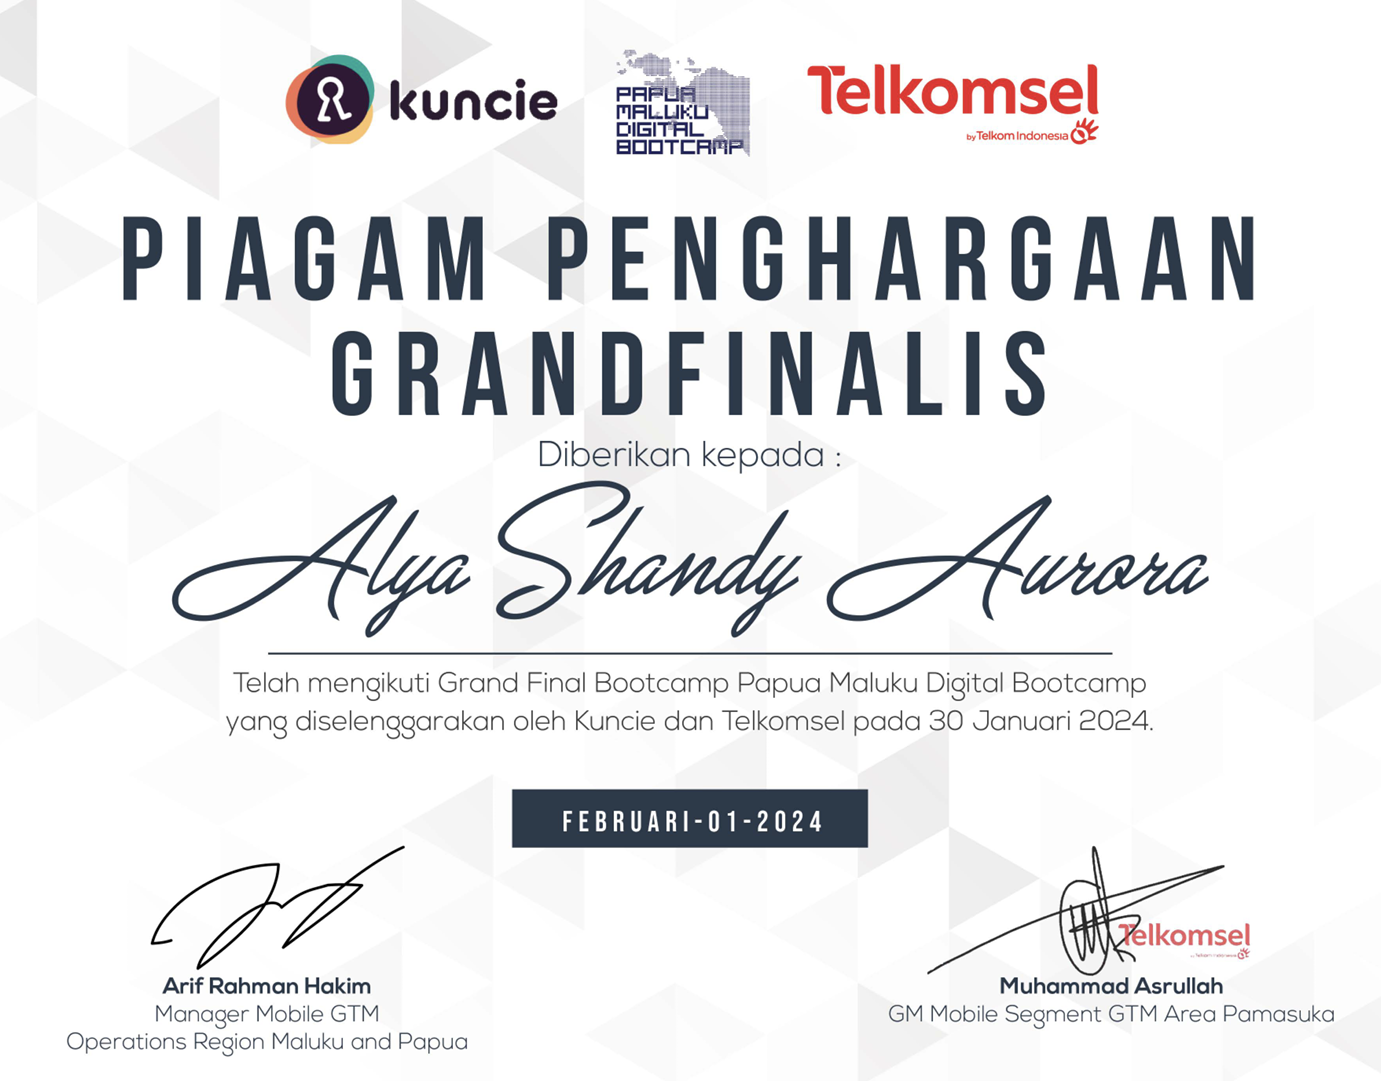 kuncie
PAPUA
MALUKU
DIGITAL
BOOTCAMP
Telkomsel
by Telkom Indonesia
PIAGAM PENGHARGAAN
GRANDFINALIS
Diberikan kepada :
Alya Shandy Aurora
Telah mengikuti Grand Final Bootcamp Papua Maluku Digital Bootcamp
yang diselenggarakan oleh Kuncie dan Telkomsel pada 30 Januari 2024.
FEBRUARI-01-2024
Telkomsel
by Telkom Indonesia
Arif Rahman Hakim
Manager Mobile GTM
Operations Region Maluku and Papua
Muhammad Asrullah
GM Mobile Segment GTM Area Pamasuka